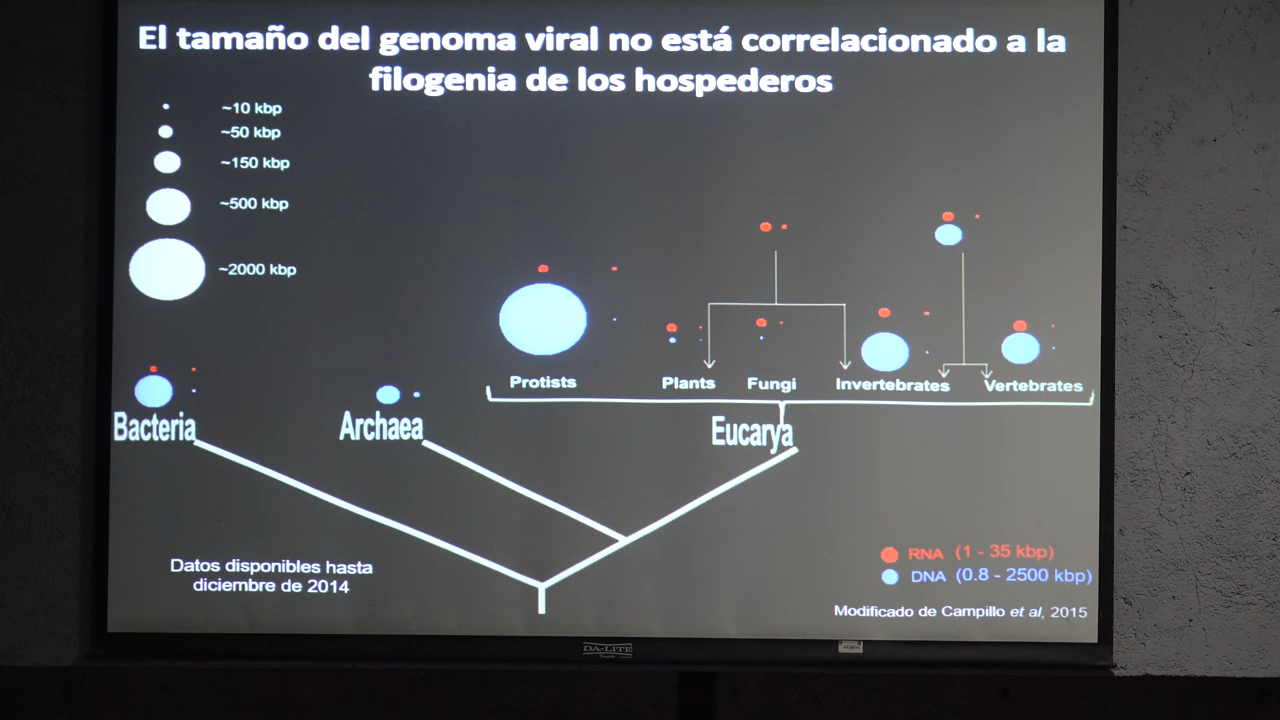 El tamaño del genoma viral no está correlacionado a la
filogenia de los hospederos
~10 kbp
~50 kbp
~150 kbp
~500 kbp
~2000 kbp
Protists
Plants
Fungi
Invertebrates
Vertebrates
Bacteria
Archaea
Eucarya
Datos disponibles hasta
diciembre de 2014
RNA (1 - 35 kbp)
DNA (0.8 - 2500 kbp)
Modificado de Campillo et al, 2015
DA-LITE